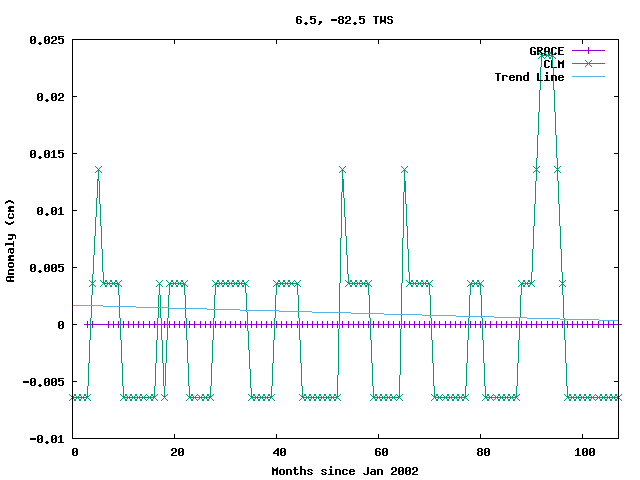 6.5, -82.5 TWS
0.025
0.02
0.015
0.01
0.005
0
-0.005
-0.01
Anomaly (cm)
GRACE
CLM
Trend Line
0 20 40 60 80 100
Months since Jan 2002